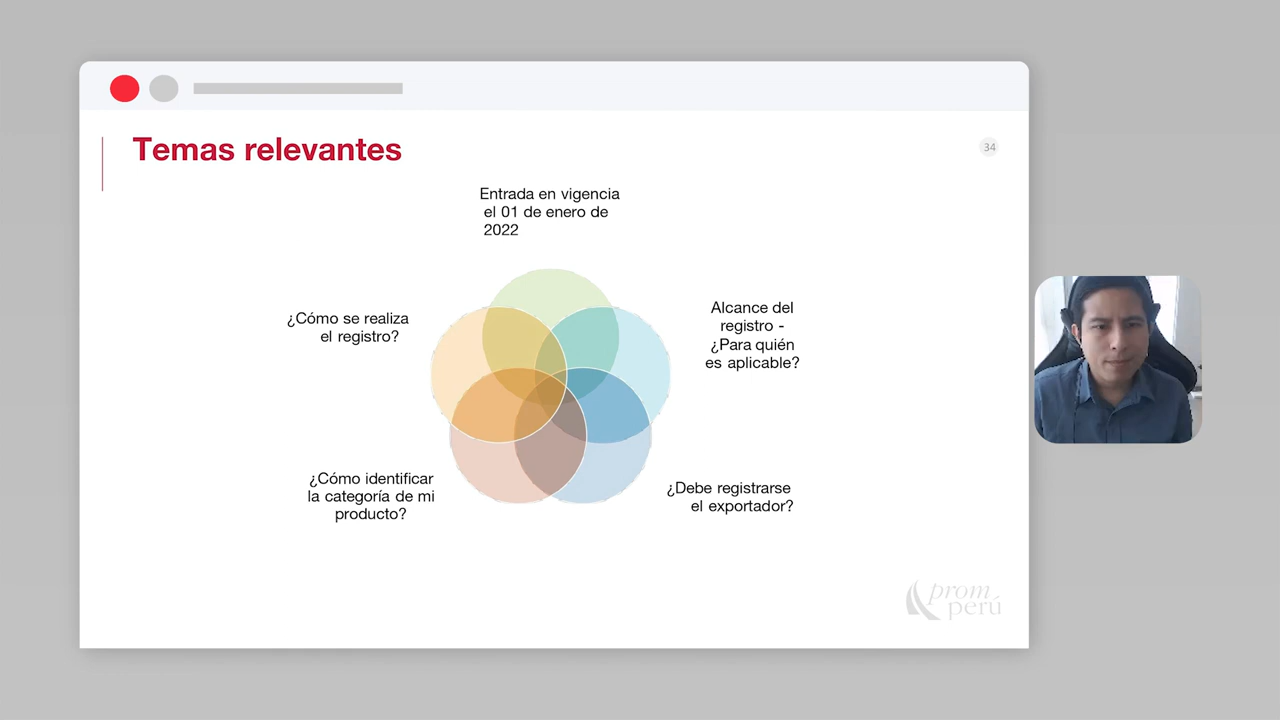 Temas relevantes
34
Entrada en vigencia
el 01 de enero de
2022
¿Cómo se realiza
el registro?
Alcance del
registro -
¿Para quién
es aplicable?
¿Cómo identificar
la categoría de mi
producto?
¿Debe registrarse
el exportador?
prom
perú